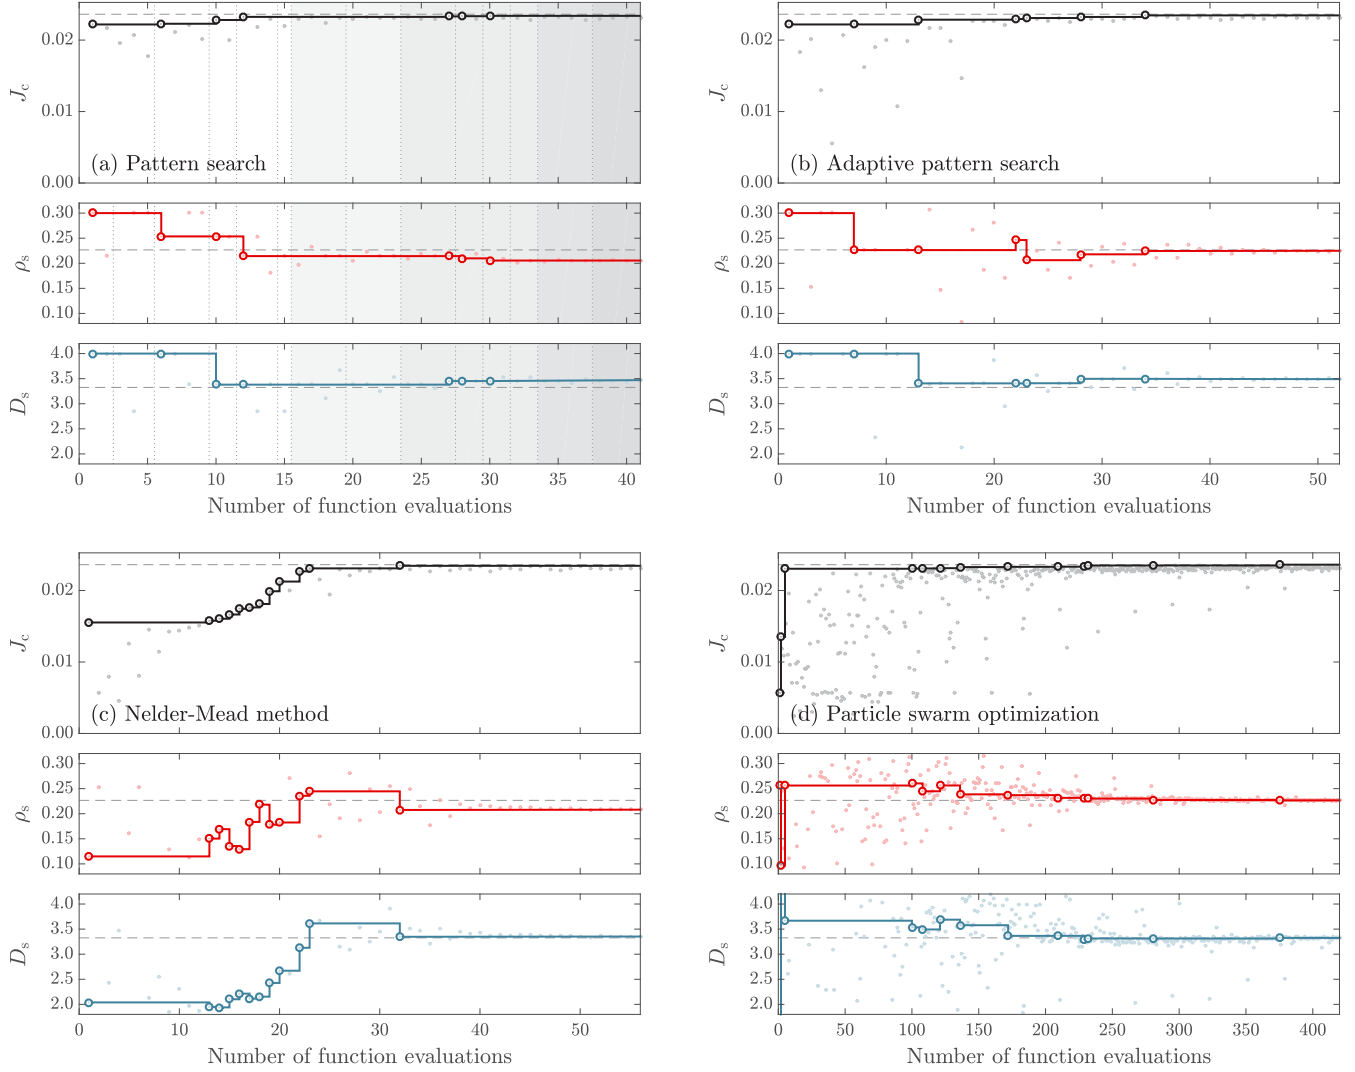 0.02
0.01
0.00
J_c
(a) Pattern search
0.30
0.25
0.20
0.15
0.10
ρ_s
4.0
3.5
3.0
2.5
2.0
D_s
0 5 10 15 20 25 30 35 40
Number of function evaluations
0.02
0.01
0.00
J_c
(b) Adaptive pattern search
0.30
0.25
0.20
0.15
0.10
ρ_s
4.0
3.5
3.0
2.5
2.0
D_s
0 10 20 30 40 50
Number of function evaluations
0.02
0.01
0.00
J_c
(c) Nelder-Mead method
0.30
0.25
0.20
0.15
0.10
ρ_s
4.0
3.5
3.0
2.5
2.0
D_s
0 10 20 30 40 50
Number of function evaluations
0.02
0.01
0.00
J_c
(d) Particle swarm optimization
0.30
0.25
0.20
0.15
0.10
ρ_s
4.0
3.5
3.0
2.5
2.0
D_s
0 50 100 150 200 250 300 350 400
Number of function evaluations